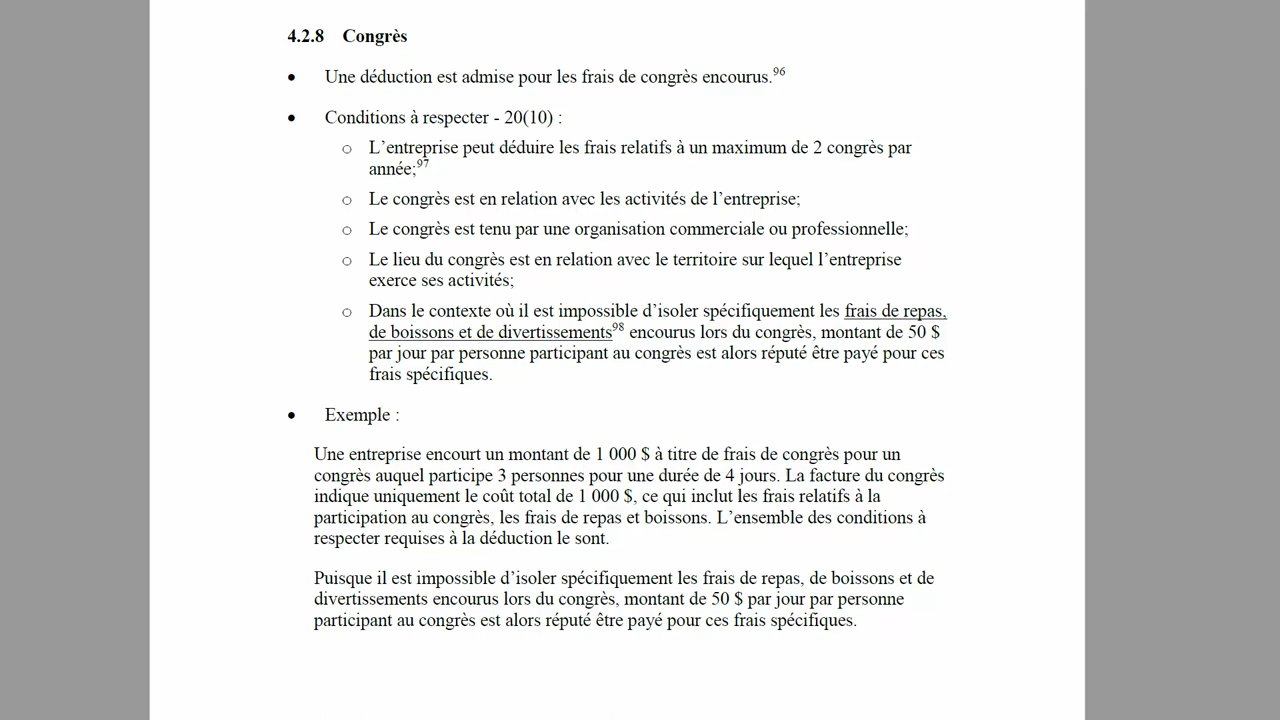 4.2.8 Congrès
• Une déduction est admise pour les frais de congrès encourus.96
• Conditions à respecter - 20(10) :
o L’entreprise peut déduire les frais relatifs à un maximum de 2 congrès par
année;97
o Le congrès est en relation avec les activités de l’entreprise;
o Le congrès est tenu par une organisation commerciale ou professionnelle;
o Le lieu du congrès est en relation avec le territoire sur lequel l’entreprise
exerce ses activités;
o Dans le contexte où il est impossible d’isoler spécifiquement les frais de repas,
de boissons et de divertissements98 encourus lors du congrès, montant de 50 $
par jour par personne participant au congrès est alors réputé être payé pour ces
frais spécifiques.
• Exemple :
Une entreprise encourt un montant de 1 000 $ à titre de frais de congrès pour un
congrès auquel participe 3 personnes pour une durée de 4 jours. La facture du congrès
indique uniquement le coût total de 1 000 $, ce qui inclut les frais relatifs à la
participation au congrès, les frais de repas et boissons. L’ensemble des conditions à
respecter requises à la déduction le sont.
Puisque il est impossible d’isoler spécifiquement les frais de repas, de boissons et de
divertissements encourus lors du congrès, montant de 50 $ par jour par personne
participant au congrès est alors réputé être payé pour ces frais spécifiques.